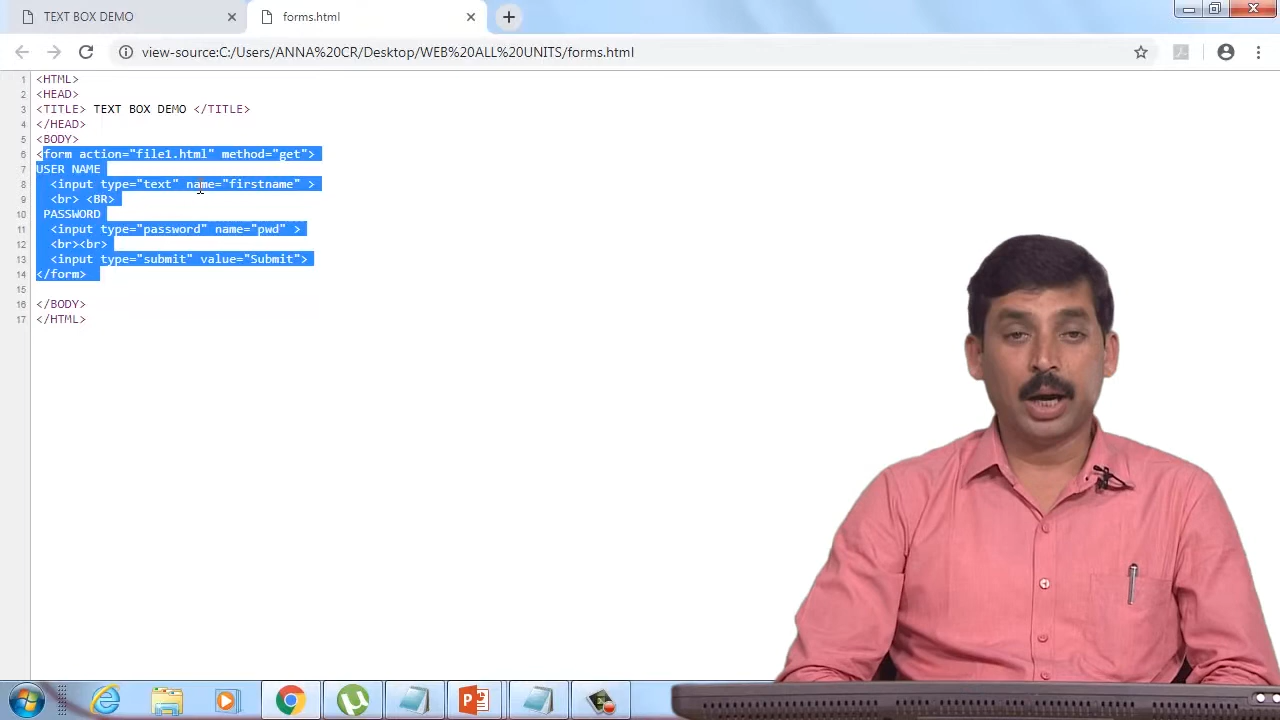 TEXT BOX DEMO
forms.html
view-source:C:/Users/ANNA%20CR/Desktop/WEB%20ALL%20UNITS/forms.html
1 <HTML>
2 <HEAD>
3 <TITLE> TEXT BOX DEMO </TITLE>
4 </HEAD>
5 <BODY>
6 <form action="file1.html" method="get">
7 USER NAME
8 <input type="text" name="firstname" >
9 <br> <BR>
10 PASSWORD
11 <input type="password" name="pwd" >
12 <br><br>
13 <input type="submit" value="Submit">
14 </form>
15
16 </BODY>
17 </HTML>